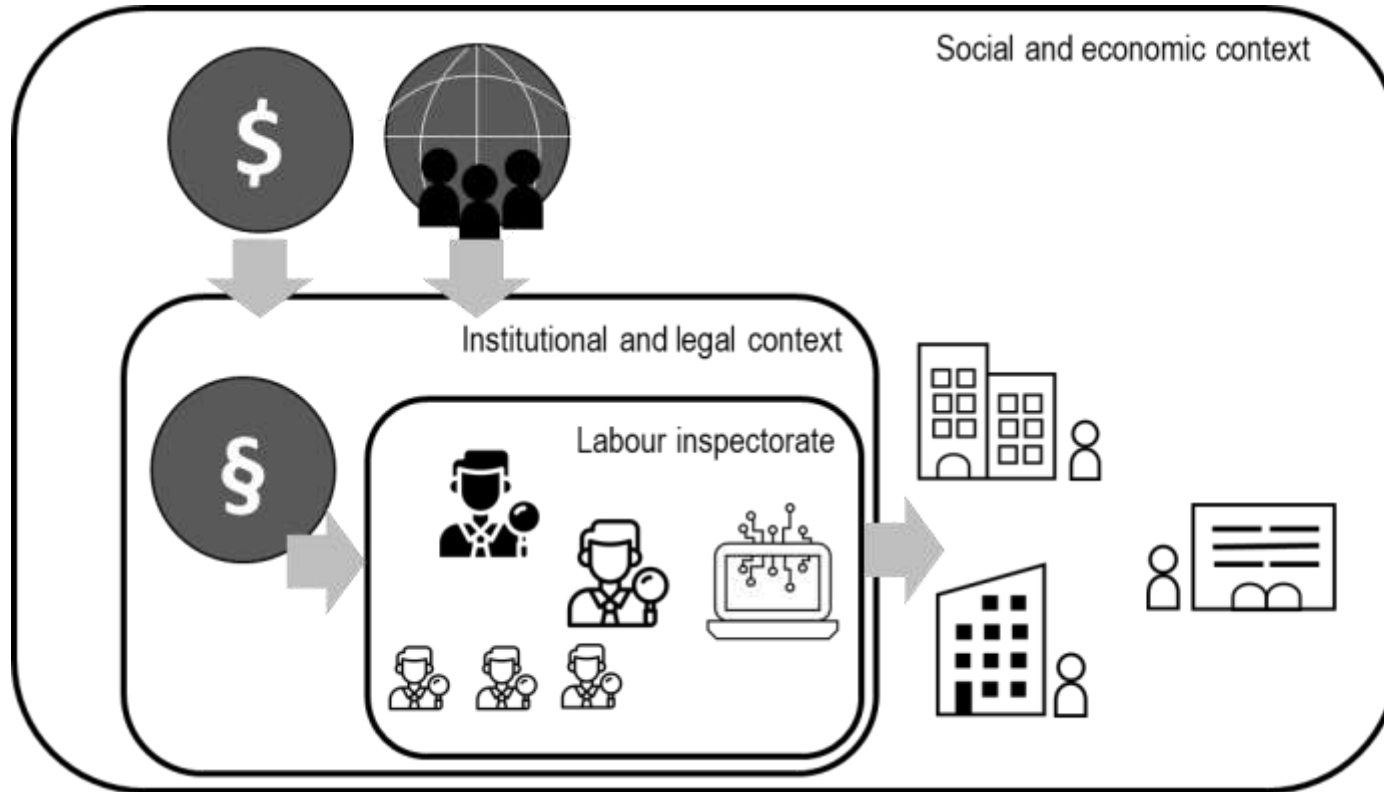 Social and economic context
$
Institutional and legal context
§
Labour inspectorate